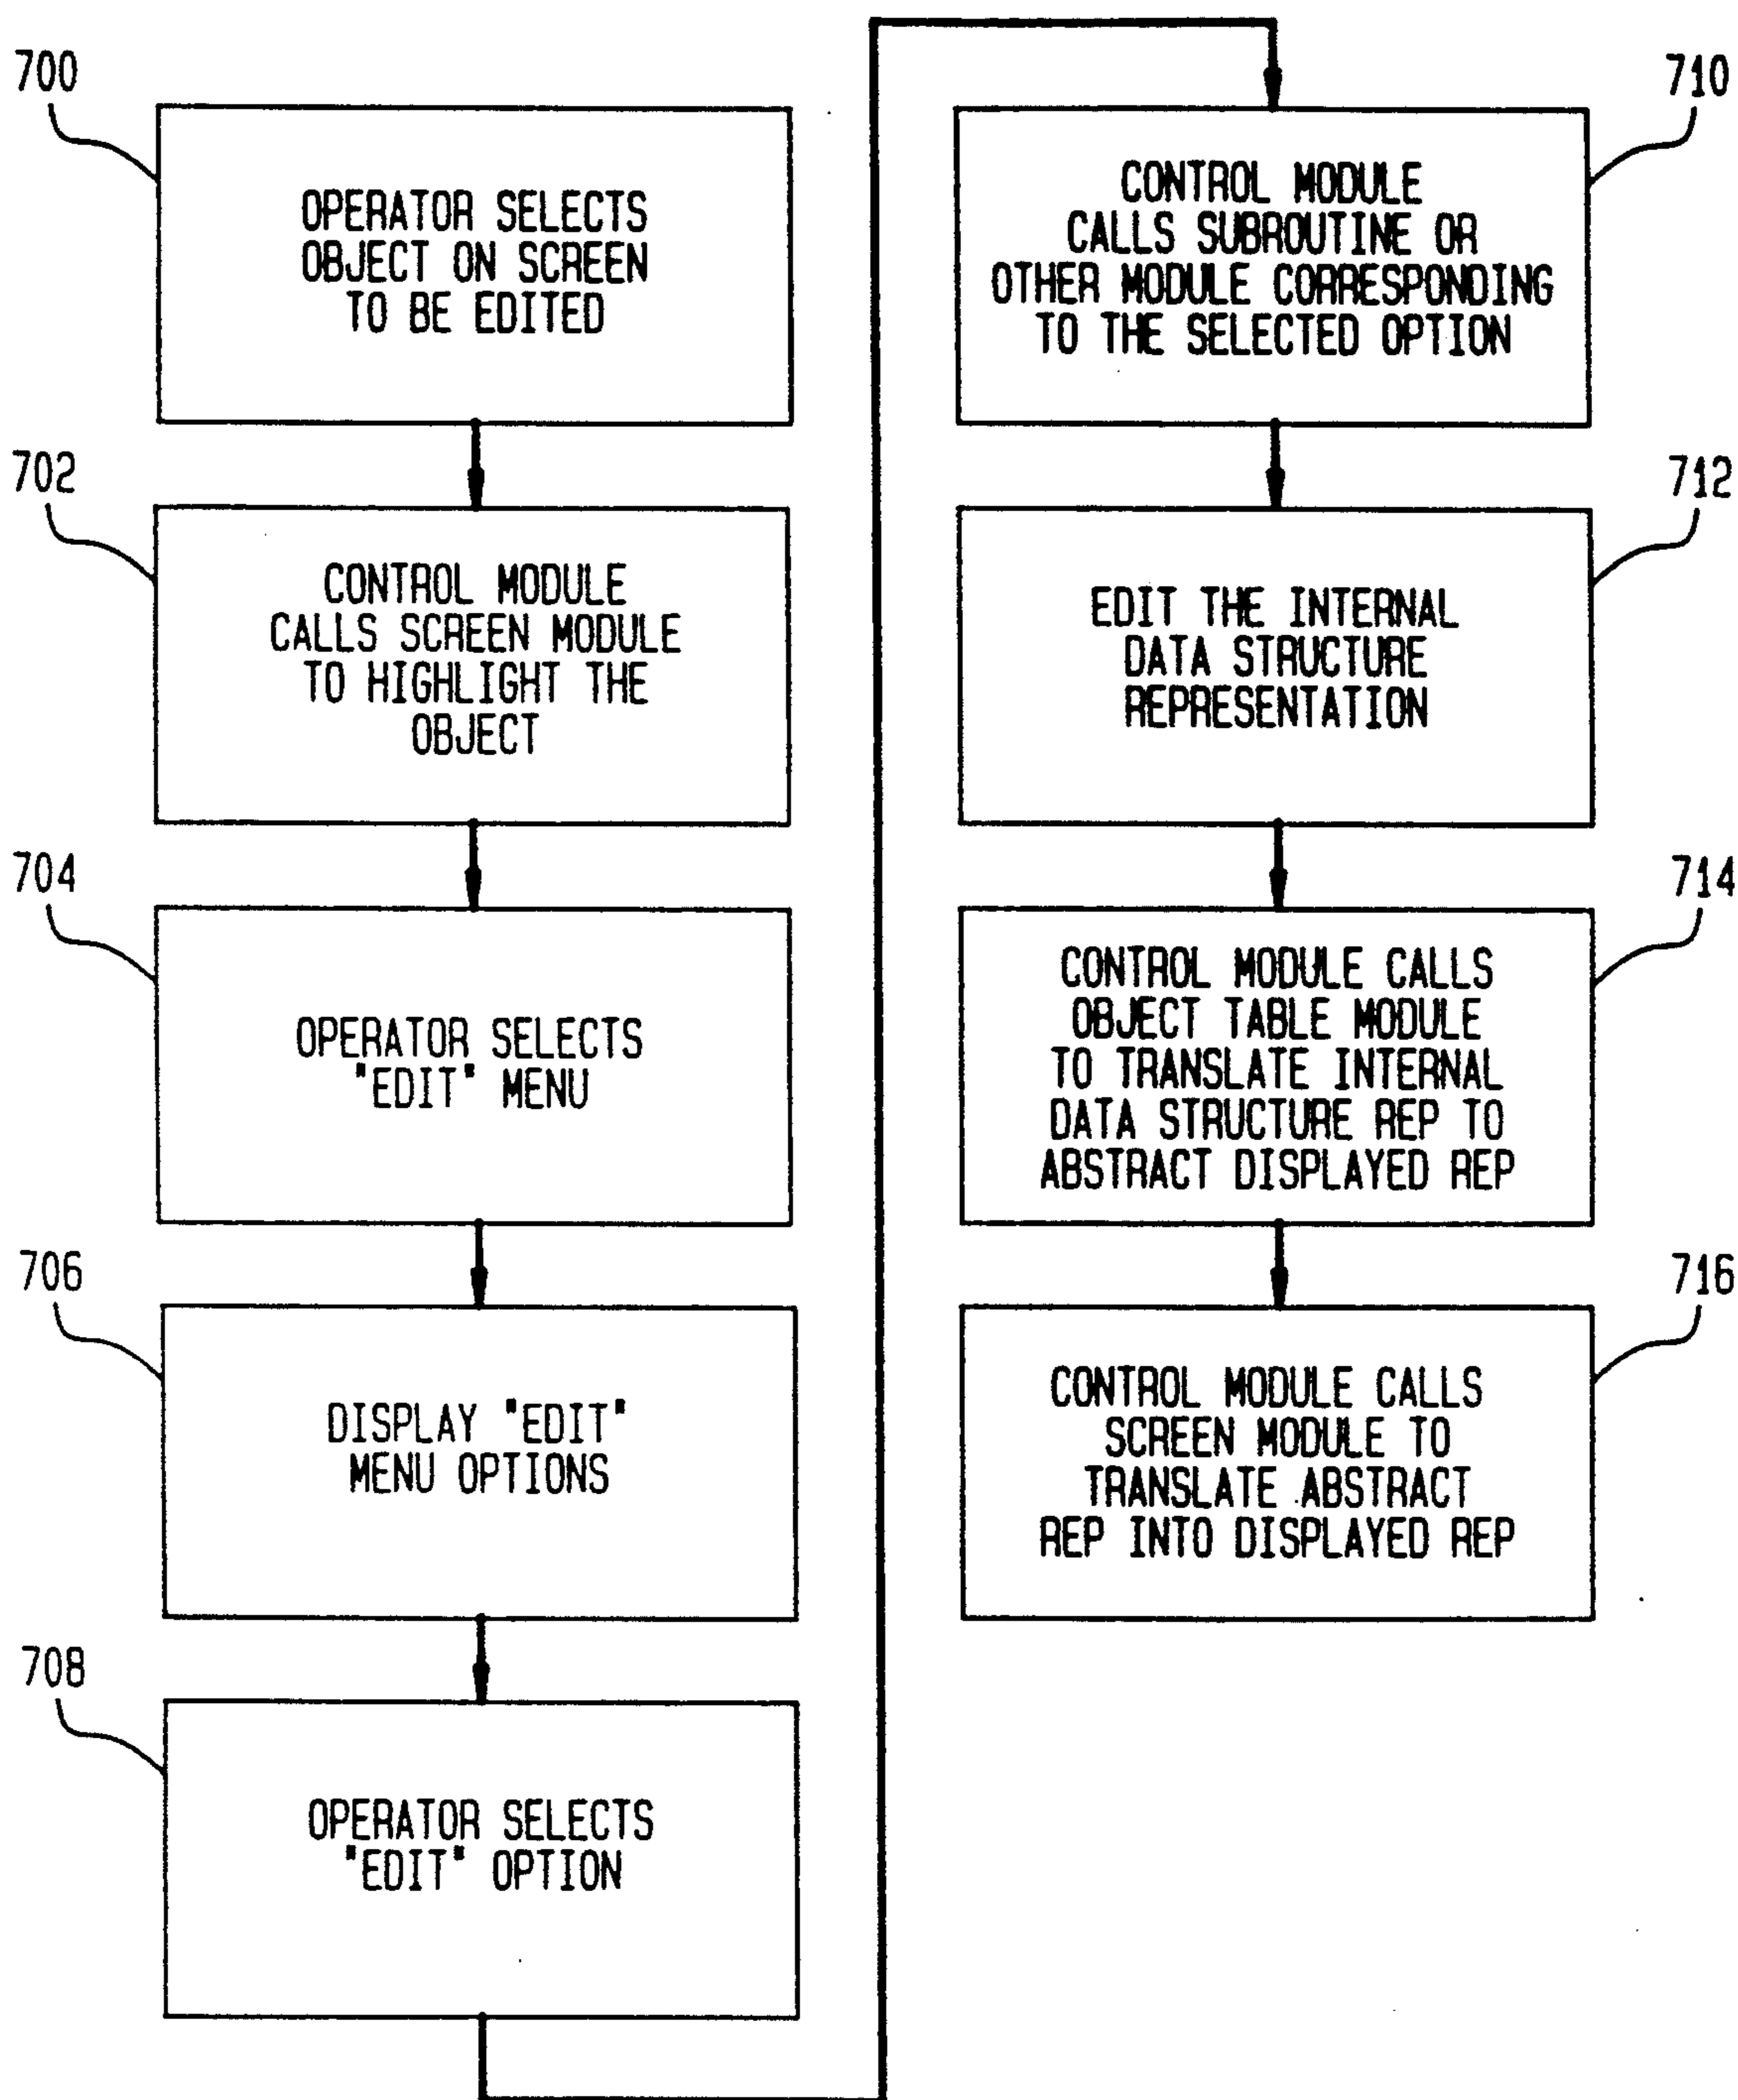 700
OPERATOR SELECTS
OBJECT ON SCREEN
TO BE EDITED
702
CONTROL MODULE
CALLS SCREEN MODULE
TO HIGHLIGHT THE
OBJECT
704
OPERATOR SELECTS
"EDIT" MENU
706
DISPLAY "EDIT"
MENU OPTIONS
708
OPERATOR SELECTS
"EDIT" OPTION
710
CONTROL MODULE
CALLS SUBROUTINE OR
OTHER MODULE CORRESPONDING
TO THE SELECTED OPTION
712
EDIT THE INTERNAL
DATA STRUCTURE
REPRESENTATION
714
CONTROL MODULE CALLS
OBJECT TABLE MODULE
TO TRANSLATE INTERNAL
DATA STRUCTURE REP TO
ABSTRACT DISPLAYED REP
716
CONTROL MODULE CALLS
SCREEN MODULE TO
TRANSLATE ABSTRACT
REP INTO DISPLAYED REP